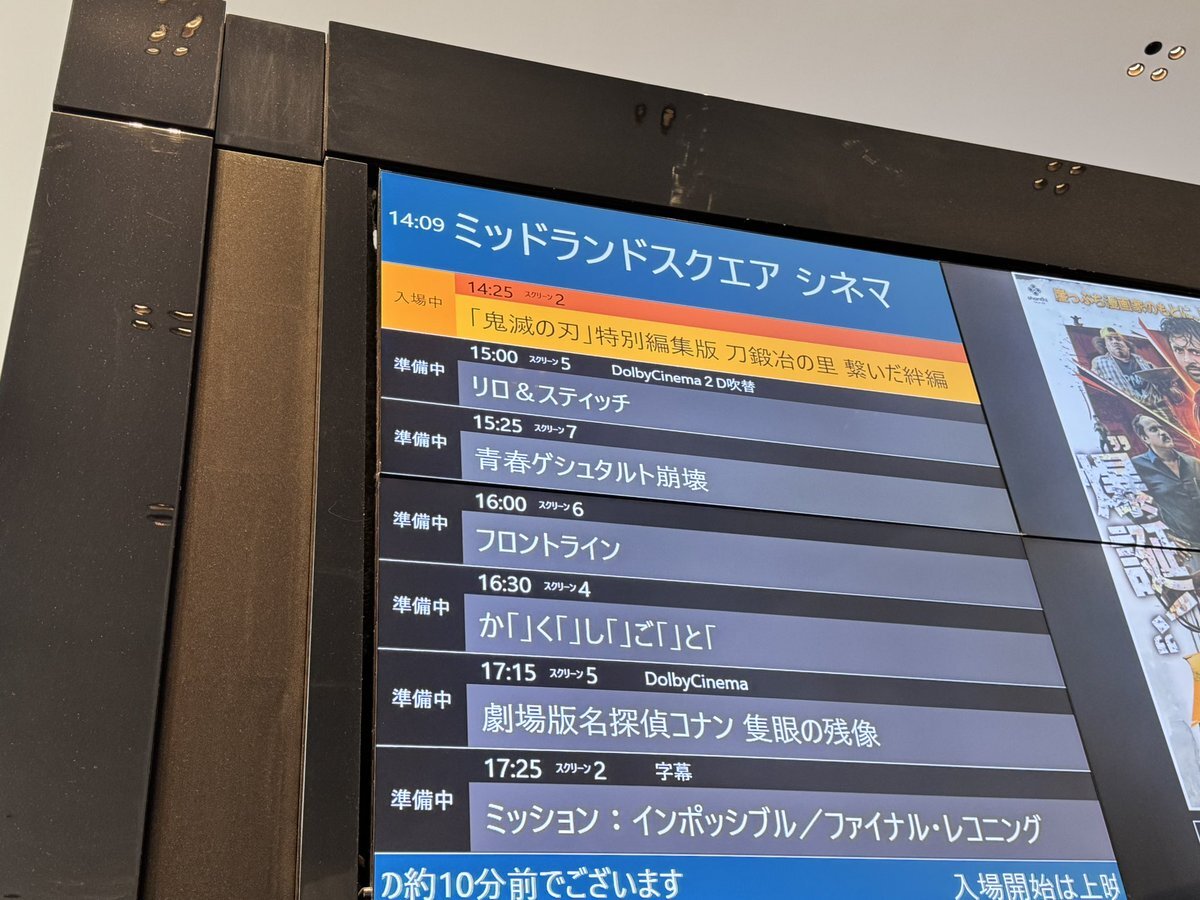 14:09 ミッドランドスクエア シネマ
入場中 14:25 スクリーン2
「鬼滅の刃」特別編集版 刀鍛冶の里 繋いだ絆編
準備中 15:00 スクリーン5 DolbyCinema 2 D吹替
リロ&スティッチ
準備中 15:25 スクリーン7
青春ゲシュタルト崩壊
準備中 16:00 スクリーン6
フロントライン
準備中 16:30 スクリーン4
か「」く「」し「」ご「」と「
準備中 17:15 スクリーン5 DolbyCinema
劇場版名探偵コナン 隻眼の残像
準備中 17:25 スクリーン2 字幕
ミッション:インポッシブル/ファイナル・レコニング
の約10分前でございます 入場開始は上映